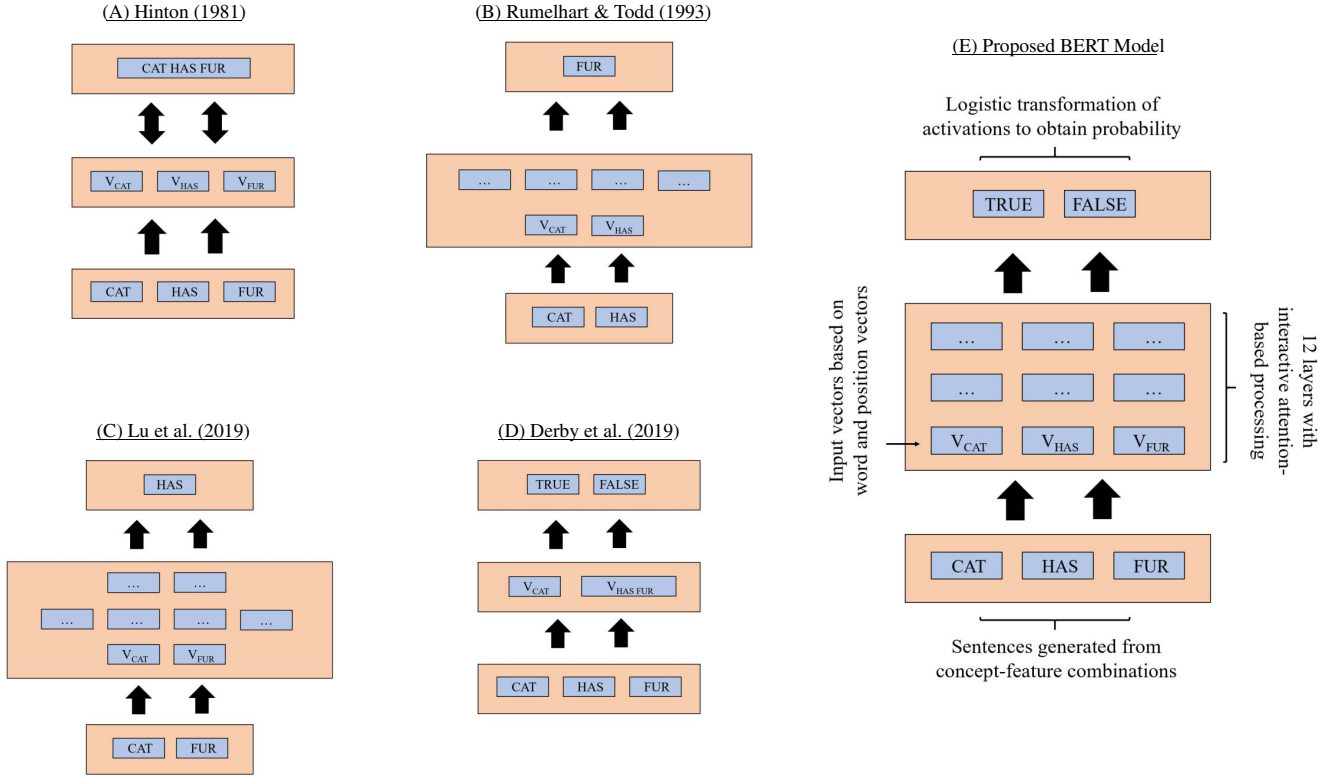 (A) Hinton (1981)
CAT HAS FUR
V_CAT V_HAS V_FUR
CAT HAS FUR
(B) Rumelhart & Todd (1993)
FUR
... ... ... ...
V_CAT V_HAS
CAT HAS
(C) Lu et al. (2019)
HAS
... ...
... ... ... ...
V_CAT V_FUR
CAT FUR
(D) Derby et al. (2019)
TRUE FALSE
V_CAT V_HAS FUR
CAT HAS FUR
(E) Proposed BERT Model
Logistic transformation of
activations to obtain probability
TRUE FALSE
... ... ...
... ... ...
V_CAT V_HAS V_FUR
Input vectors based on
word and position vectors
12 layers with
interactive attention-
based processing
CAT HAS FUR
Sentences generated from
concept-feature combinations